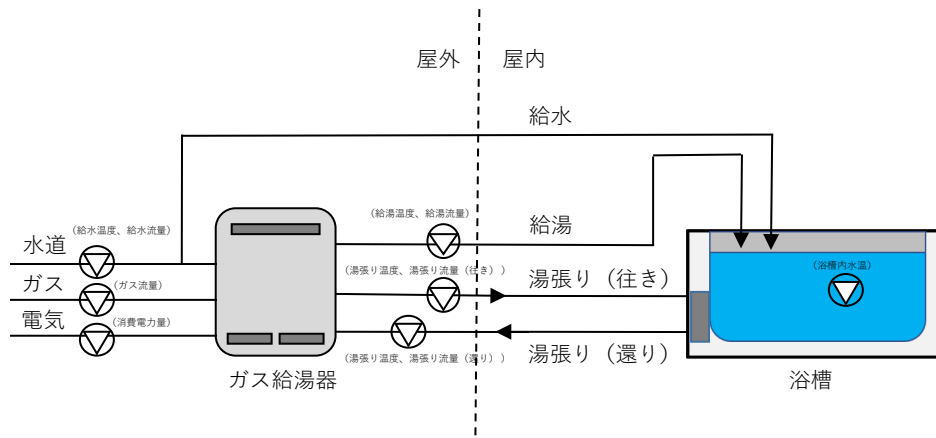 屋外
屋内
給水
(給水温度、給水流量)
水道
(給湯温度、給湯流量)
給湯
(湯張り温度、湯張り流量(往き))
湯張り(往き)
(浴槽内水温)
ガス
(ガス流量)
電気
(消費電力量)
(湯張り温度、湯張り流量(還り))
湯張り(還り)
ガス給湯器
浴槽